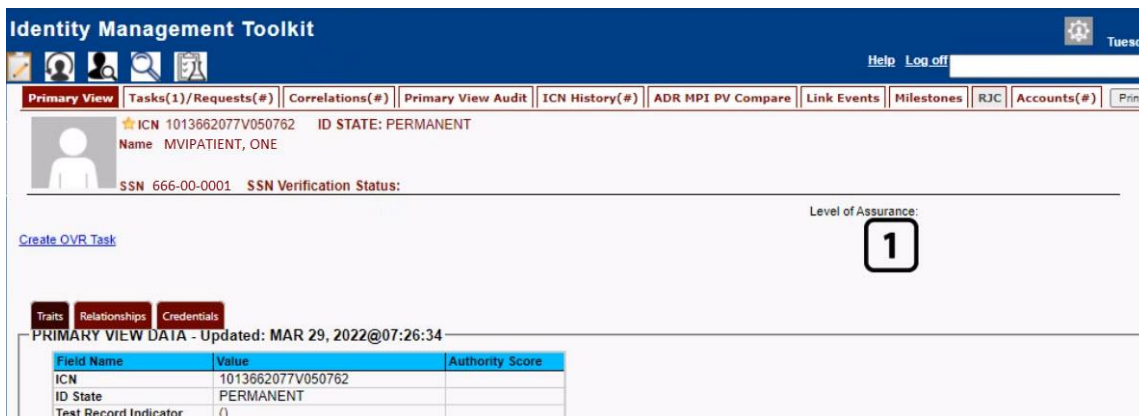 Identity Management Toolkit
Tuesd
Help Log off
Primary View Tasks(1)/Requests(#) Correlations(#) Primary View Audit ICN History(#) ADR MPI PV Compare Link Events Milestones RJC Accounts(#) Prin
ICN 1013662077V050762 ID STATE: PERMANENT
Name MVIPATIENT, ONE
SSN 666-00-0001 SSN Verification Status:
Level of Assurance:
Create OVR Task
1
Traits Relationships Credentials
PRIMARY VIEW DATA - Updated: MAR 29, 2022@07:26:34
Field Name Value Authority Score
ICN 1013662077V050762
ID State PERMANENT
Test Record Indicator ()